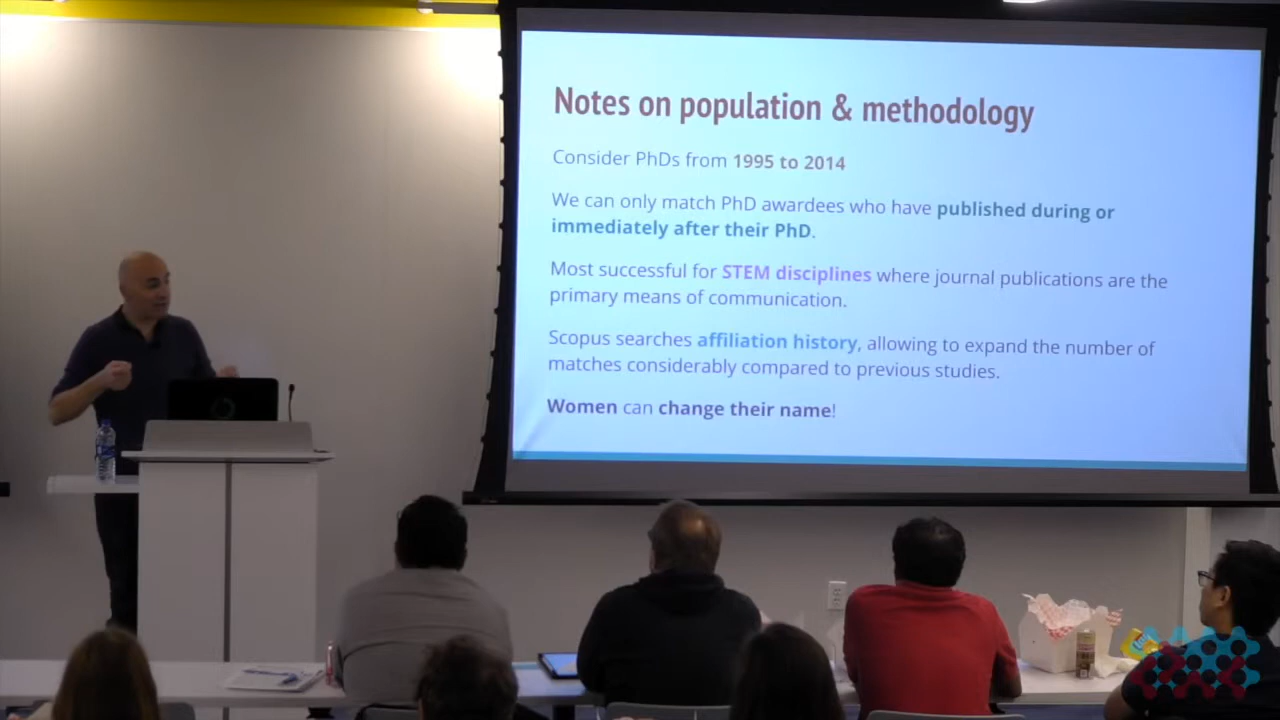 Notes on population & methodology
Consider PhDs from 1995 to 2014
We can only match PhD awardees who have published during or
immediately after their PhD.
Most successful for STEM disciplines where journal publications are the
primary means of communication.
Scopus searches affiliation history, allowing to expand the number of
matches considerably compared to previous studies.
Women can change their name!